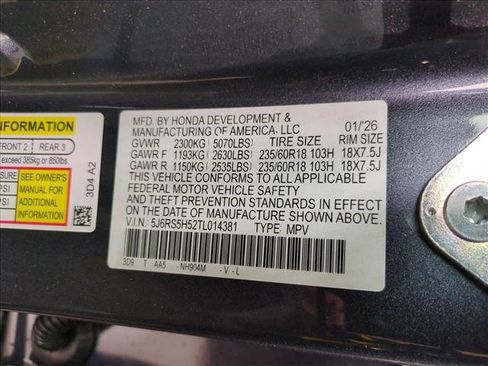 INFORMATION
FRONT 2 REAR 3
exceed 385kg or 850lbs.
SEE OWNER'S
MANUAL FOR
ADDITIONAL
INFORMATION
PSI
PSI
3D4 A2
MFD. BY HONDA DEVELOPMENT &
MANUFACTURING OF AMERICA, LLC 01/'26
GVWR 2300KG (5070LBS) TIRE SIZE RIM SIZE
GAWR F 1193KG (2630LBS) 235/60R18 103H 18X7.5J
GAWR R 1150KG (2535LBS) 235/60R18 103H 18X7.5J
THIS VEHICLE CONFORMS TO ALL APPLICABLE
FEDERAL MOTOR VEHICLE SAFETY
AND THEFT PREVENTION STANDARDS IN EFFECT ON
THE DATE OF MANUFACTURE SHOWN ABOVE.
V.I.N.: 5J6RS5H52TL014381 TYPE: MPV
3D9 T AA5 -NH904M -V-L